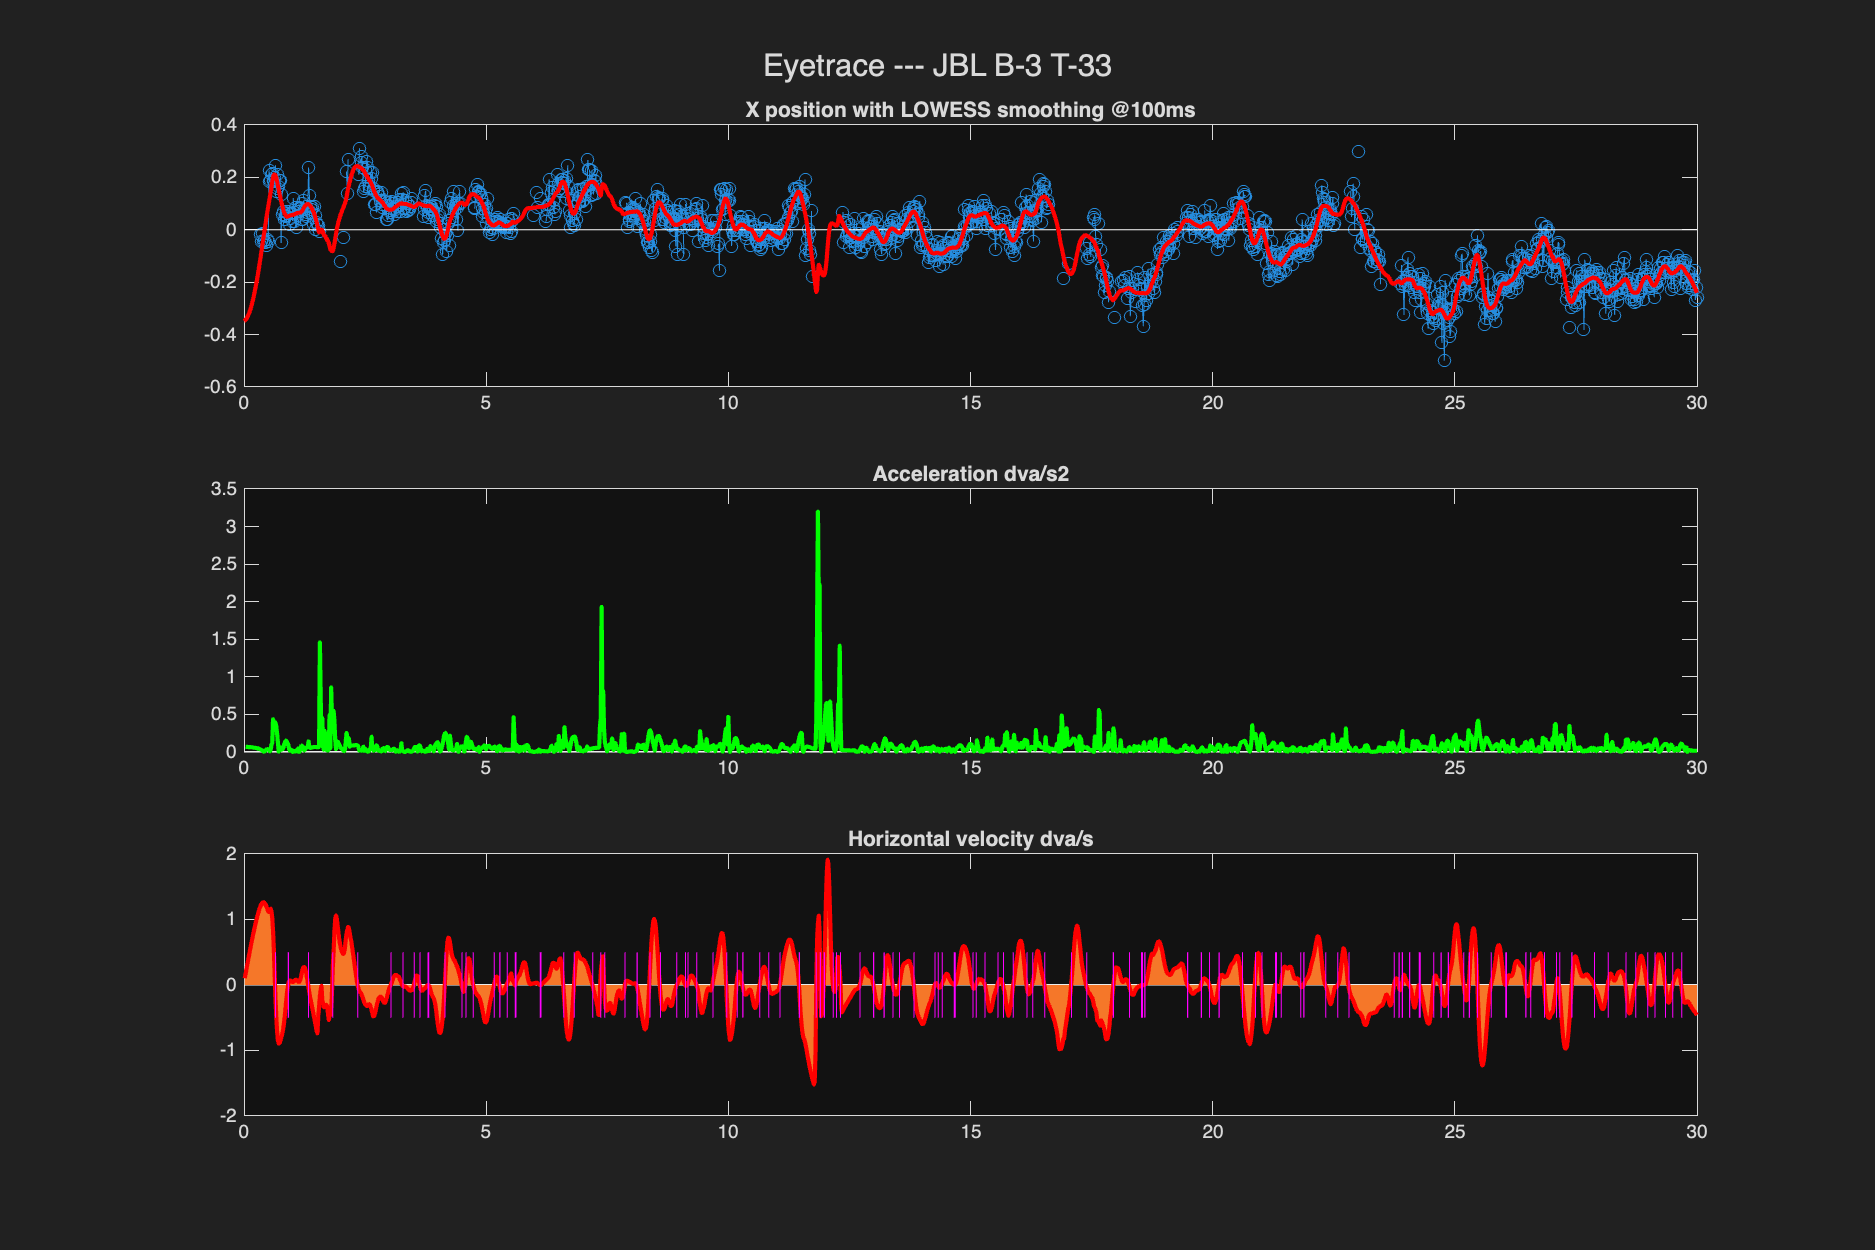 Eyetrace --- JBL B-3 T-33
X position with LOWESS smoothing @100ms
0.4
0.2
0
-0.2
-0.4
-0.6
0 5 10 15 20 25 30
Acceleration dva/s2
3.5
3
2.5
2
1.5
1
0.5
0
0 5 10 15 20 25 30
Horizontal velocity dva/s
2
1
0
-1
-2
0 5 10 15 20 25 30